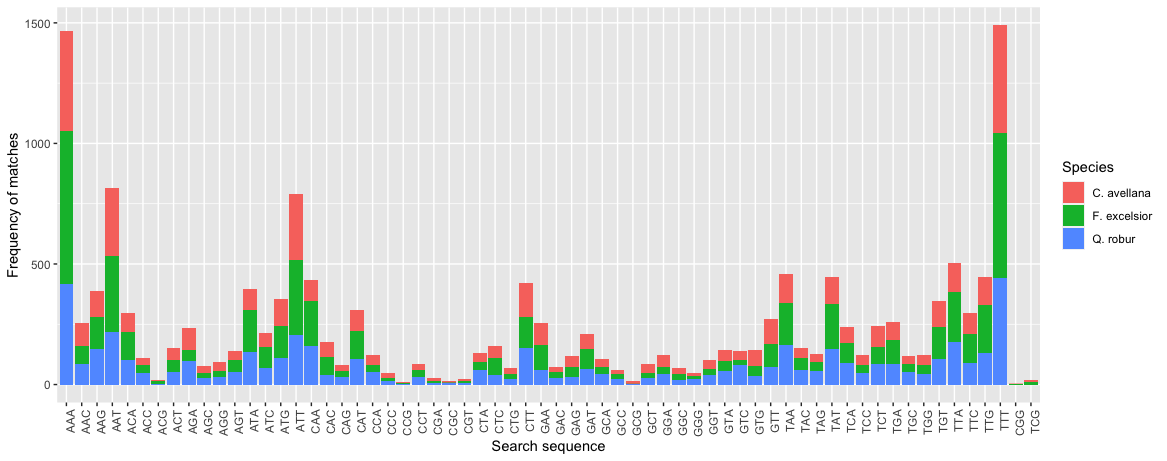 1500
1000
500
0
Frequency of matches
AAA
AAC
AAG
AAT
ACA
ACC
ACG
ACT
AGA
AGC
AGG
AGT
ATA
ATC
ATG
ATT
CAA
CAC
CAG
CAT
CCA
CCC
CCG
CCT
CGA
CGC
CGT
CTA
CTC
CTG
CTT
GAA
GAC
GAG
GAT
GCA
GCC
GCG
GCT
GGA
GGC
GGG
GGT
GTA
GTC
GTG
GTT
TAA
TAC
TAG
TAT
TCA
TCC
TCT
TGA
TGC
TGG
TGT
TTA
TTC
TTG
TTT
CGG
TCG
Search sequence
Species
C. avellana
F. excelsior
Q. robur